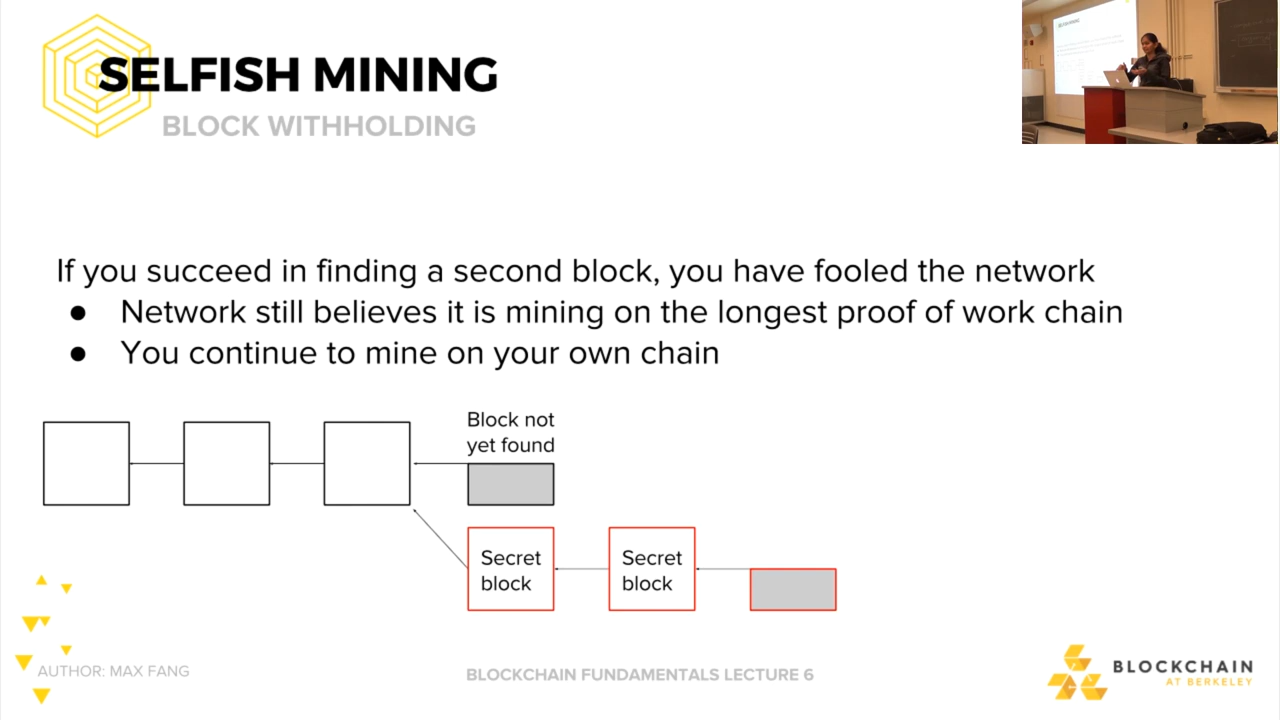 SELFISH MINING
BLOCK WITHHOLDING
SELFISH MINING
If you succeed in finding a second block, you have fooled the network
● Network still believes it is mining on the longest proof of work chain
● You continue to mine on your own chain
Block not
yet found
Secret
block
Secret
block
AUTHOR: MAX FANG
BLOCKCHAIN FUNDAMENTALS LECTURE 6
BLOCKCHAIN
AT BERKELEY